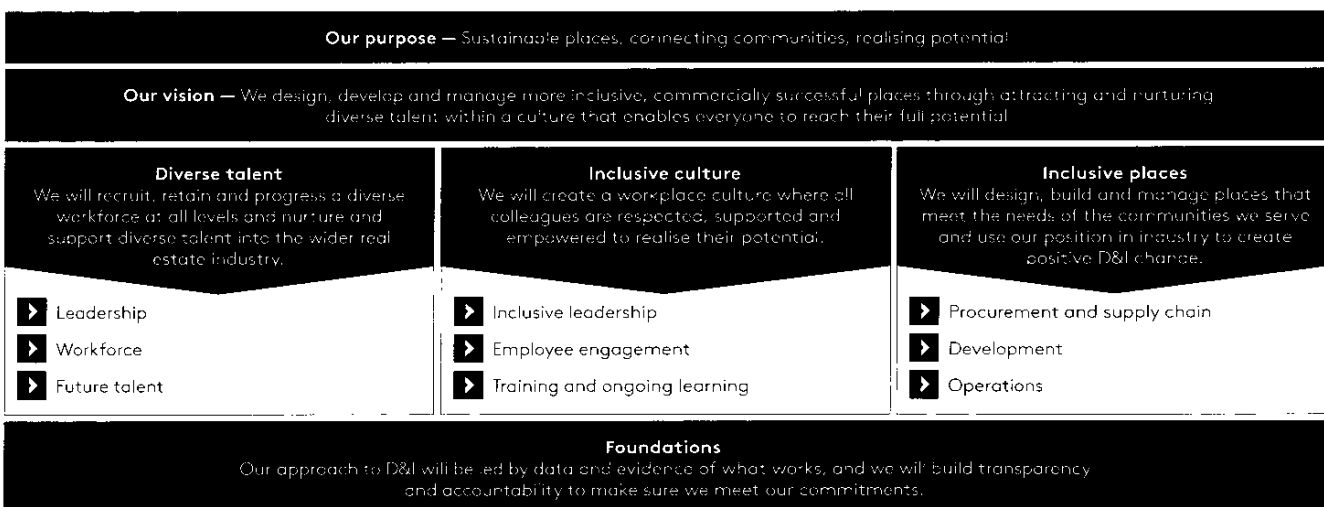 Our purpose — Sustainable places, connecting communities, realising potential
Our vision — We design, develop and manage more inclusive, commercially successful places through attracting and nurturing
diverse talent within a culture that enables everyone to reach their full potential
Diverse talent
We will recruit, retain and progress a diverse
workforce at all levels and nurture and
support diverse talent into the wider real
estate industry.
Leadership
Workforce
Future talent
Inclusive culture
We will create a workplace culture where all
colleagues are respected, supported and
empowered to realise their potential.
Inclusive leadership
Employee engagement
Training and ongoing learning
Inclusive places
We will design, build and manage places that
meet the needs of the communities we serve
and use our position in industry to create
positive D&I change.
Procurement and supply chain
Development
Operations
Foundations
Our approach to D&I will be led by data and evidence of what works, and we will build transparency
and accountability to make sure we meet our commitments.